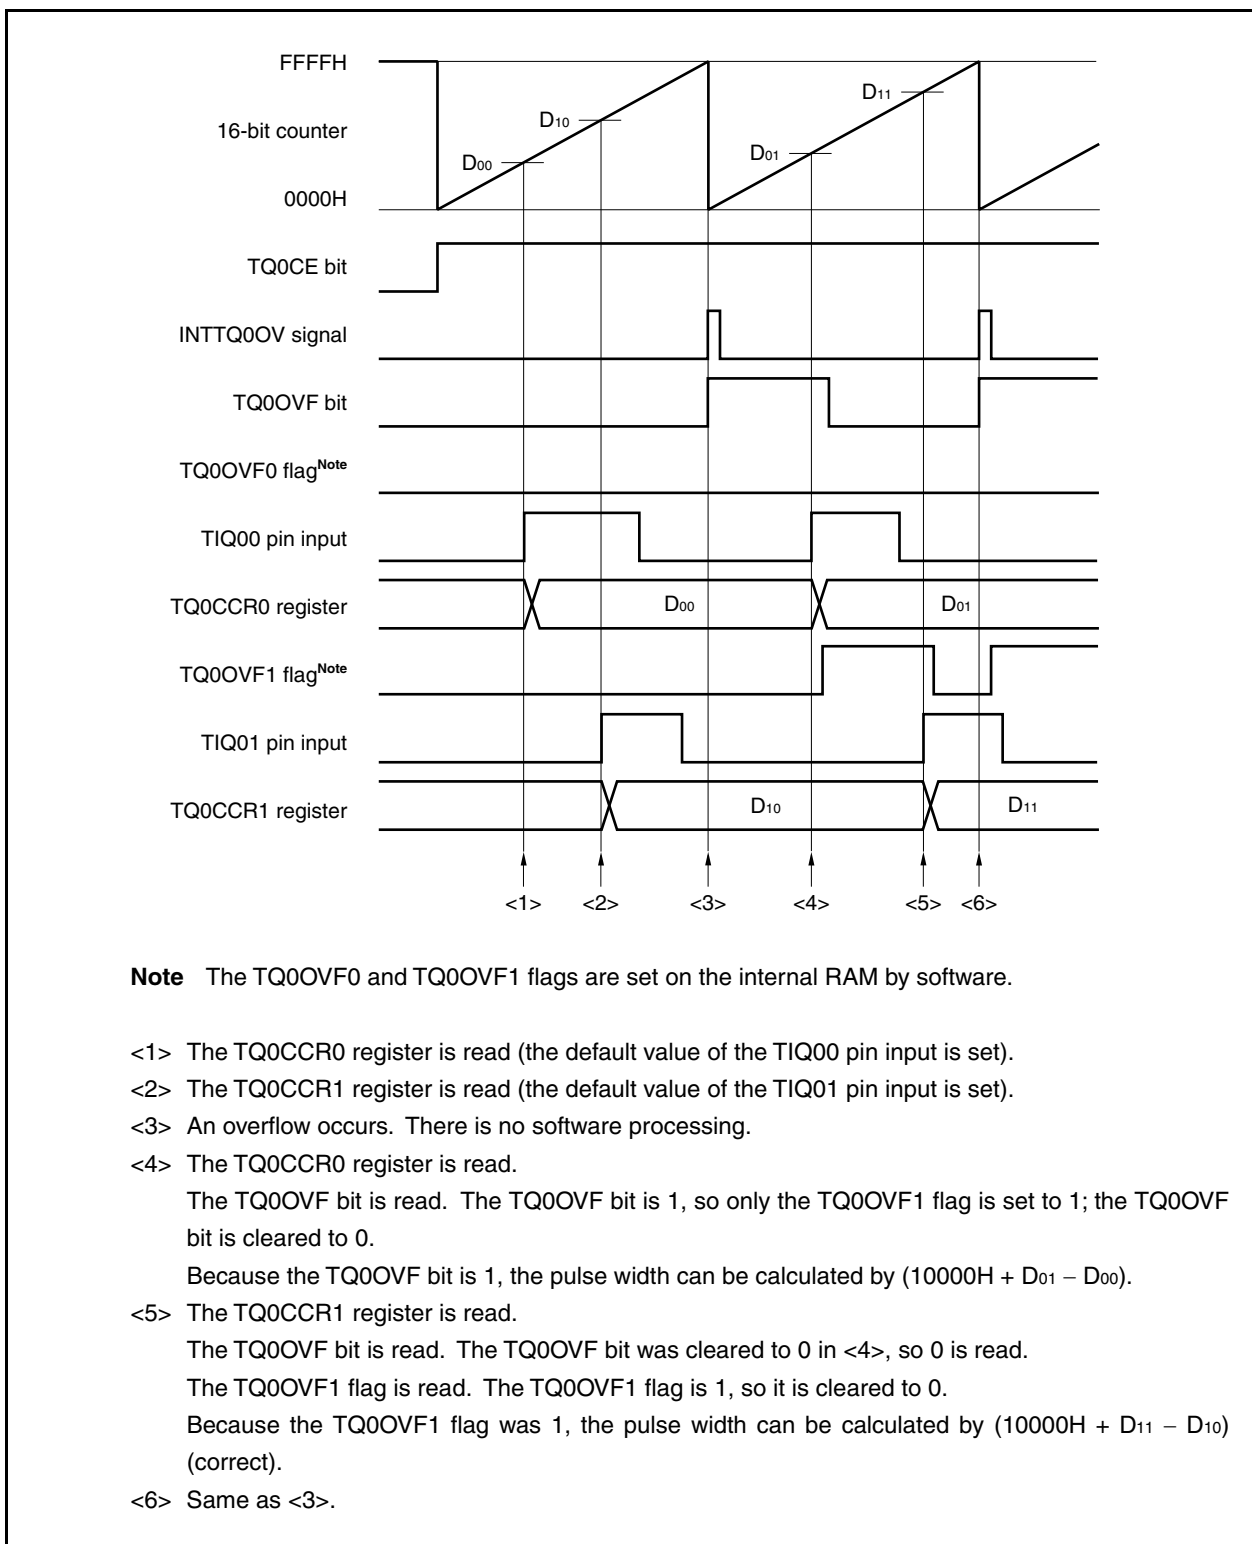 FFFFH
D11
D10
16-bit counter
D01
D00
0000H
TQ0CE bit
INTTQ0OV signal
TQ0OVF bit
TQ0OVF0 flagNote
TIQ00 pin input
TQ0CCR0 register D00 D01
TQ0OVF1 flagNote
TIQ01 pin input
TQ0CCR1 register D10 D11
<1> <2> <3> <4> <5> <6>
Note The TQ0OVF0 and TQ0OVF1 flags are set on the internal RAM by software.
<1> The TQ0CCR0 register is read (the default value of the TIQ00 pin input is set).
<2> The TQ0CCR1 register is read (the default value of the TIQ01 pin input is set).
<3> An overflow occurs. There is no software processing.
<4> The TQ0CCR0 register is read.
The TQ0OVF bit is read. The TQ0OVF bit is 1, so only the TQ0OVF1 flag is set to 1; the TQ0OVF
bit is cleared to 0.
Because the TQ0OVF bit is 1, the pulse width can be calculated by (10000H + D01 − D00).
<5> The TQ0CCR1 register is read.
The TQ0OVF bit is read. The TQ0OVF bit was cleared to 0 in <4>, so 0 is read.
The TQ0OVF1 flag is read. The TQ0OVF1 flag is 1, so it is cleared to 0.
Because the TQ0OVF1 flag was 1, the pulse width can be calculated by (10000H + D11 − D10)
(correct).
<6> Same as <3>.